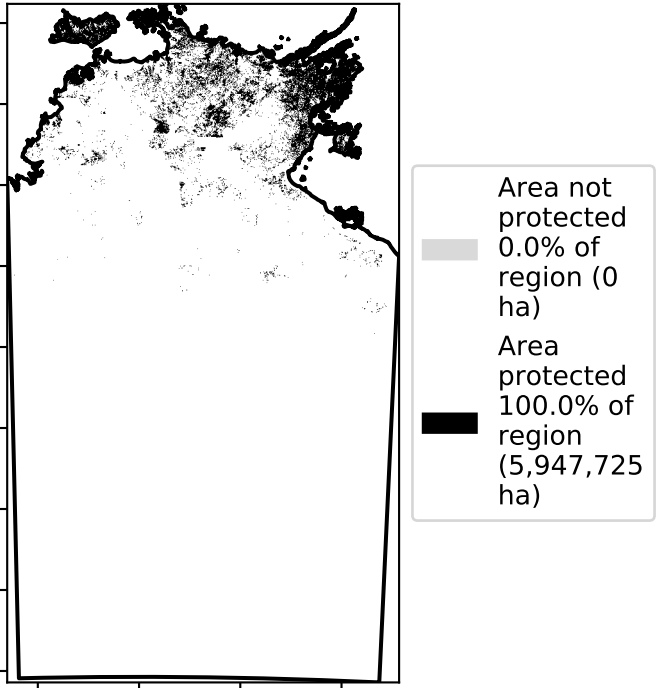 Area not
protected
0.0% of
region (0
ha)
Area
protected
100.0% of
region
(5,947,725
ha)